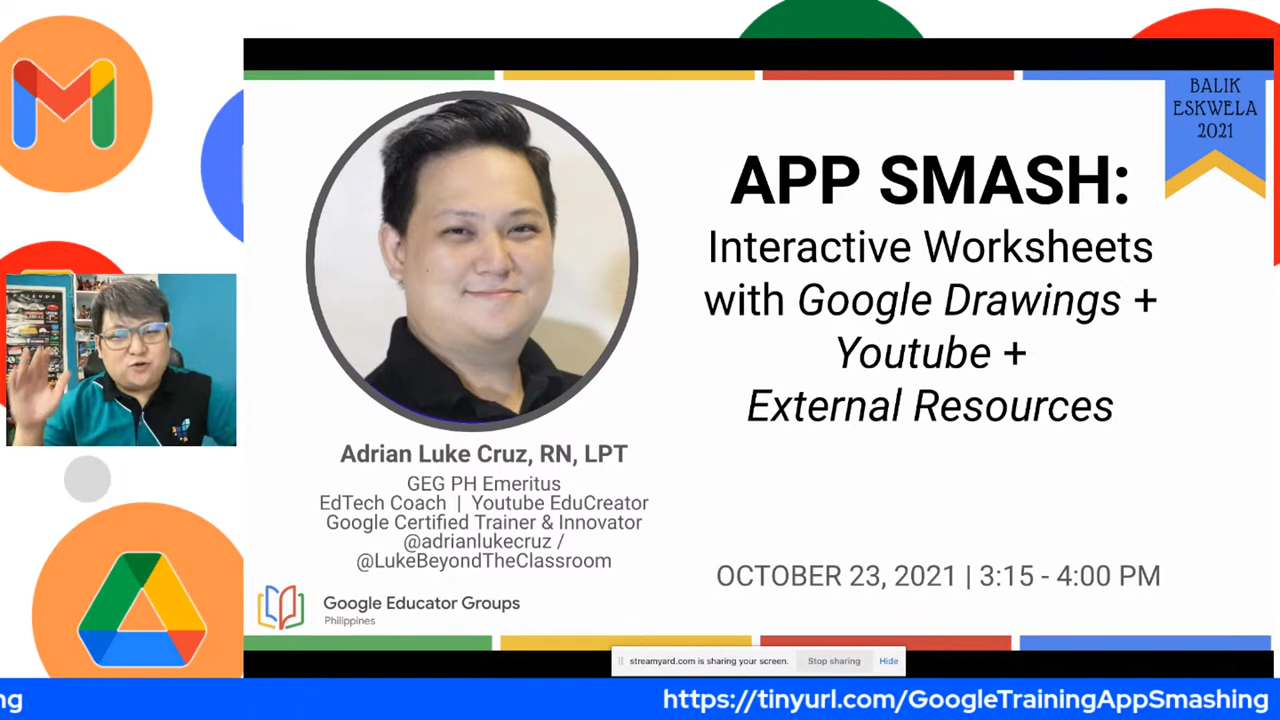 BALIK
ESKWELA
2021
APP SMASH:
Interactive Worksheets
with Google Drawings +
Youtube +
External Resources
Adrian Luke Cruz, RN, LPT
GEG PH Emeritus
EdTech Coach | Youtube EduCreator
Google Certified Trainer & Innovator
@adrianlukecruz /
@LukeBeyondTheClassroom
OCTOBER 23, 2021 | 3:15 - 4:00 PM
Google Educator Groups
Philippines
streamyard.com is sharing your screen. Stop sharing Hide
ng https://tinyurl.com/GoogleTrainingAppSmashing